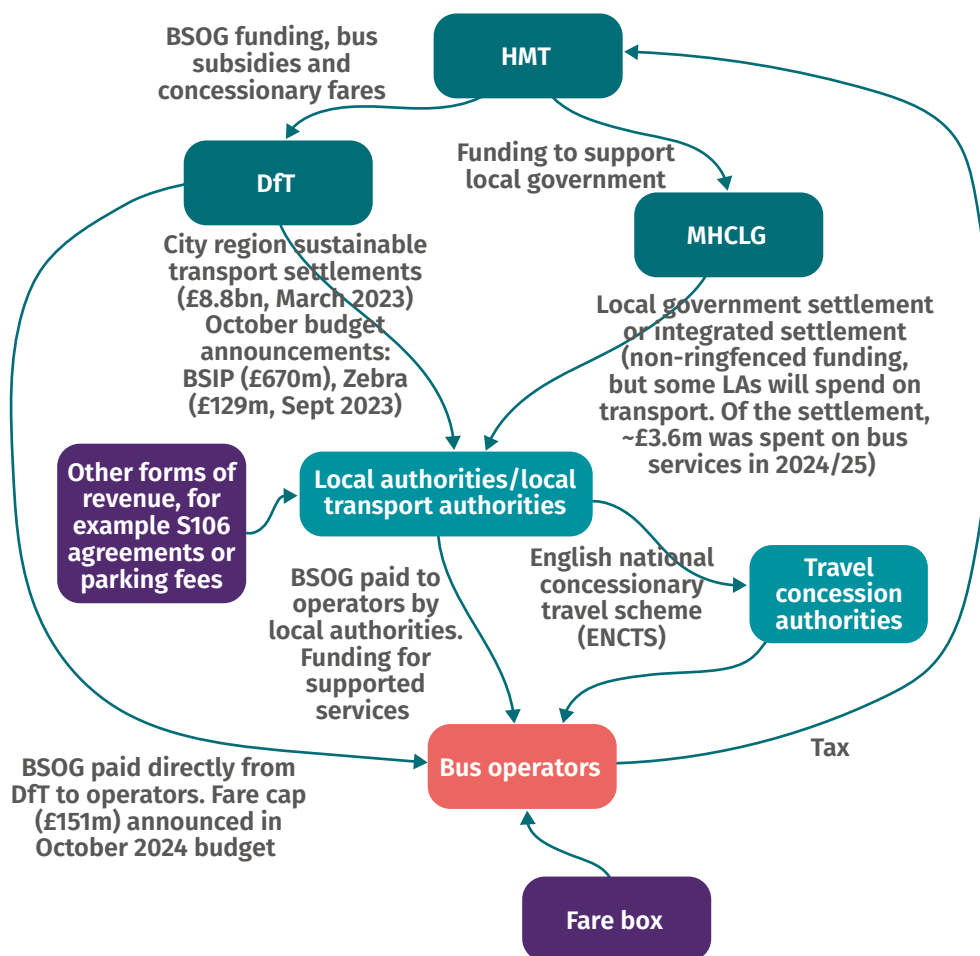 BSOG funding, bus
subsidies and
concessionary fares
HMT
DfT
Funding to support
local government
MHCLG
City region sustainable
transport settlements
(£8.8bn, March 2023)
October budget
announcements:
BSIP (£670m), Zebra
(£129m, Sept 2023)
Local government settlement
or integrated settlement
(non-ringfenced funding,
but some LAs will spend on
transport. Of the settlement,
~£3.6m was spent on bus
services in 2024/25)
Other forms of
revenue, for
example S106
agreements or
parking fees
Local authorities/local
transport authorities
BSOG paid to
operators by
local authorities.
Funding for
supported
services
English national
concessionary
travel scheme
(ENCTS)
Travel
concession
authorities
Bus operators
Tax
BSOG paid directly from
DfT to operators. Fare cap
(£151m) announced in
October 2024 budget
Fare box